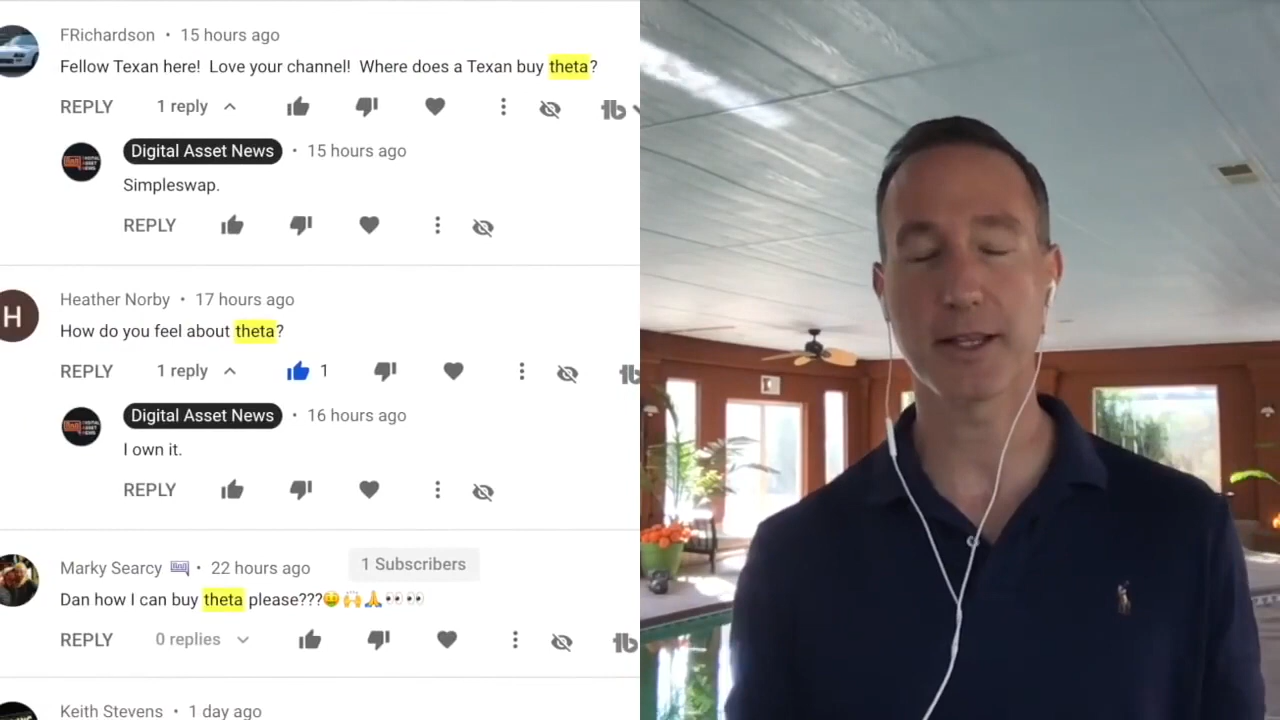 FRichardson • 15 hours ago
Fellow Texan here! Love your channel! Where does a Texan buy theta?
REPLY 1 reply
Digital Asset News • 15 hours ago
Simpleswap.
REPLY
H
Heather Norby • 17 hours ago
How do you feel about theta?
REPLY 1 reply 1
Digital Asset News • 16 hours ago
I own it.
REPLY
Marky Searcy • 22 hours ago 1 Subscribers
Dan how I can buy theta please???🤑🙌🙏👀👀
REPLY 0 replies
Keith Stevens • 1 day ago